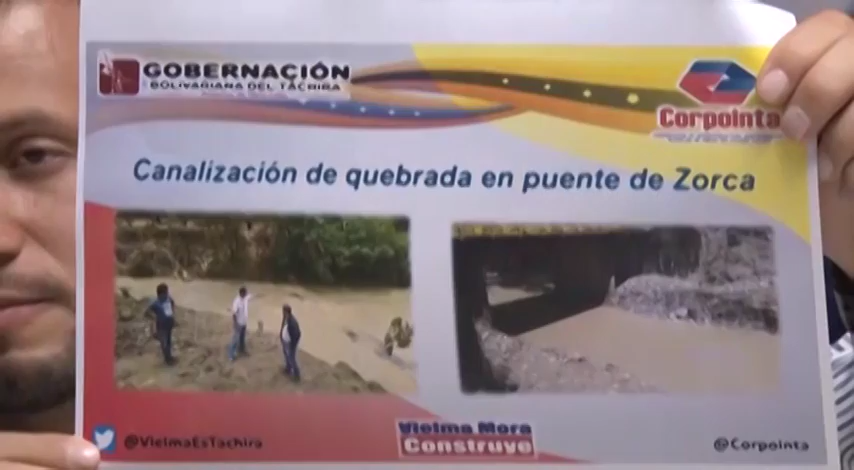 GOBERNACIÓN
BOLIVARIANA DEL TÁCHIRA
Corpointa
Canalización de quebrada en puente de Zorca
@VielmaEsTachira
Vielma Mora
Construye
@Corpointa